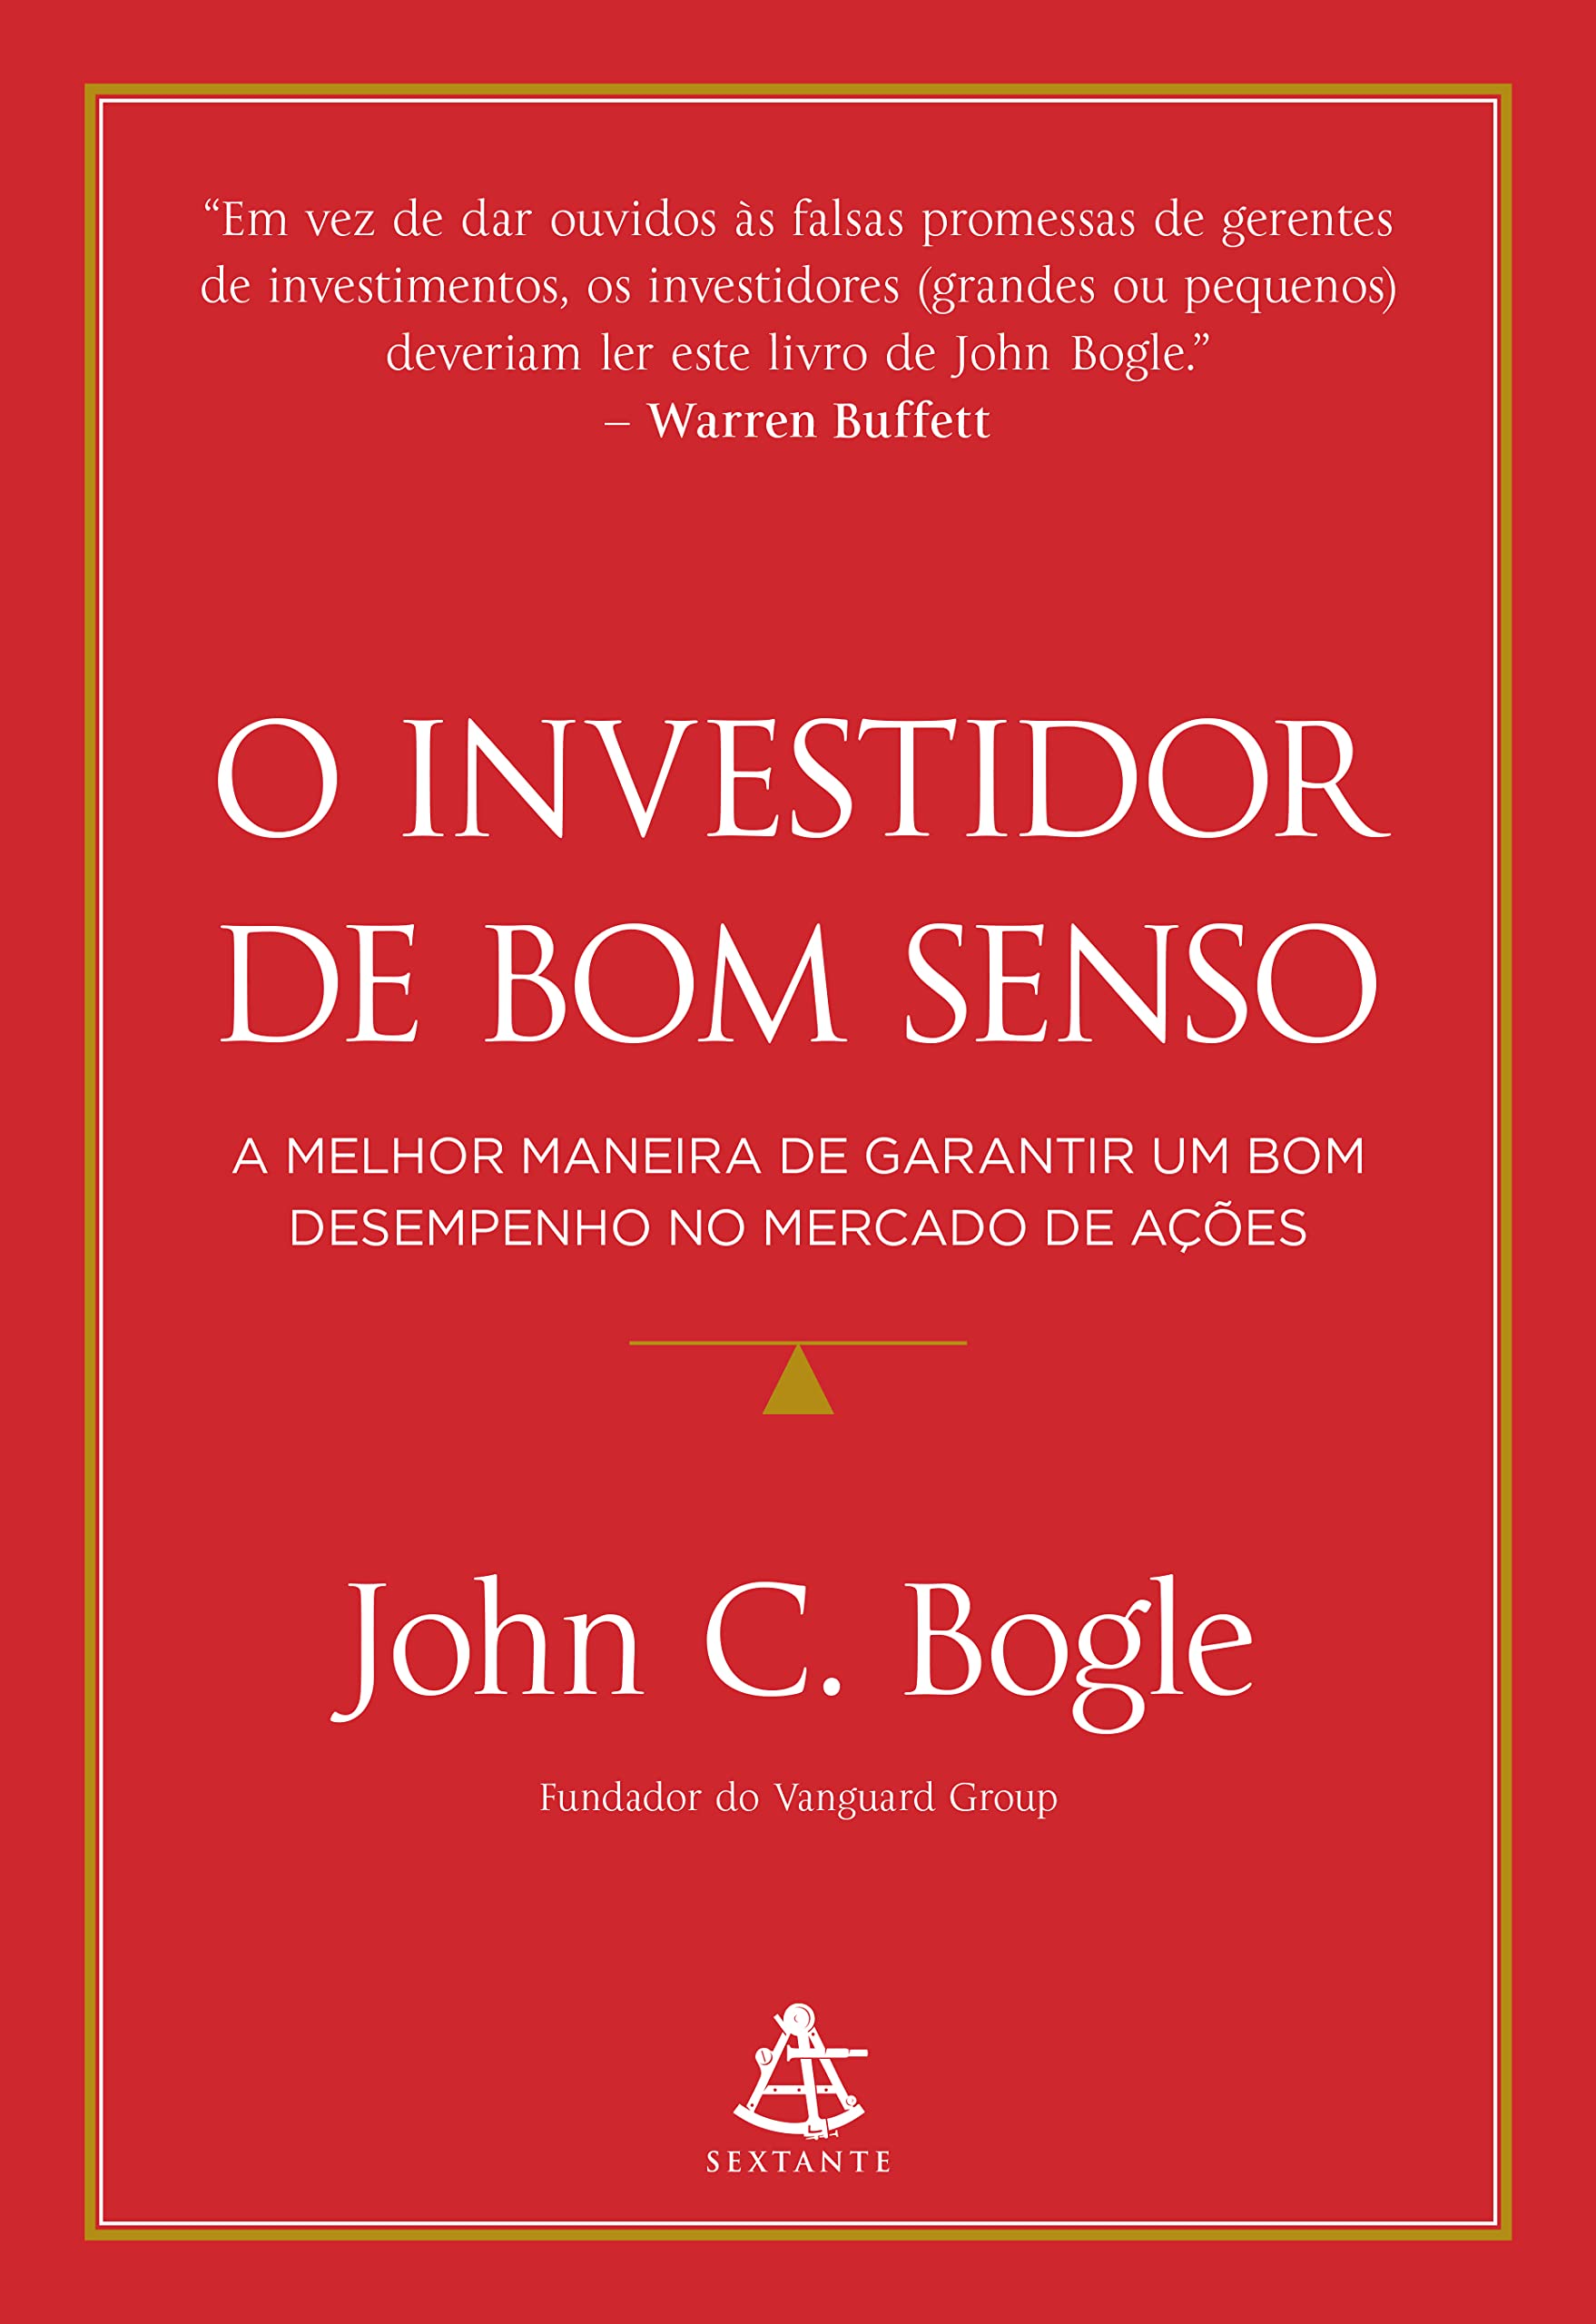 “Em vez de dar ouvidos às falsas promessas de gerentes
de investimentos, os investidores (grandes ou pequenos)
deveriam ler este livro de John Bogle.”
– Warren Buffett
O INVESTIDOR
DE BOM SENSO
A MELHOR MANEIRA DE GARANTIR UM BOM
DESEMPENHO NO MERCADO DE AÇÕES
John C. Bogle
Fundador do Vanguard Group
SEXTANTE